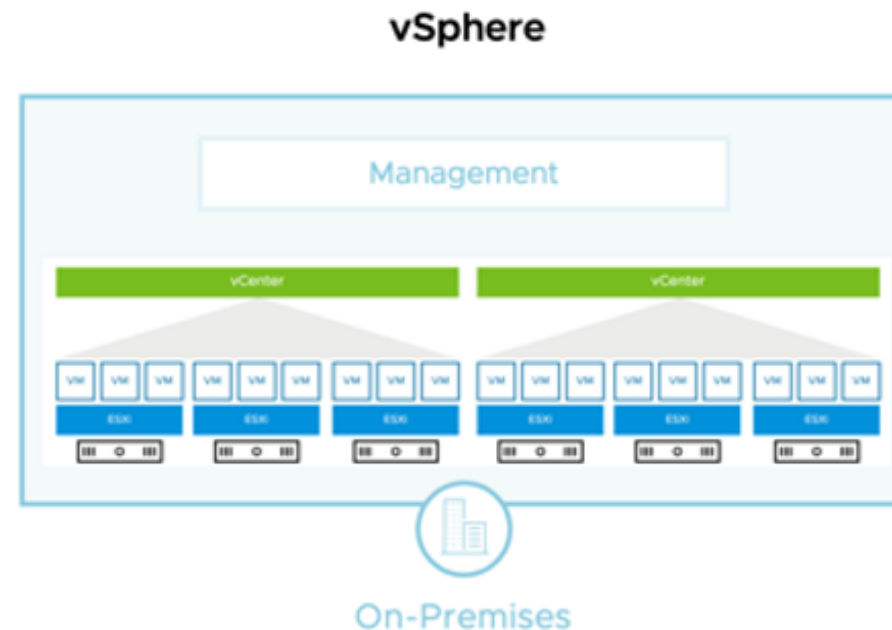 vSphere
Management
vCenter vCenter
VM VM VM VM VM VM VM VM VM VM VM VM VM VM VM VM VM VM
ESXi ESXi ESXi ESXi ESXi ESXi
On-Premises